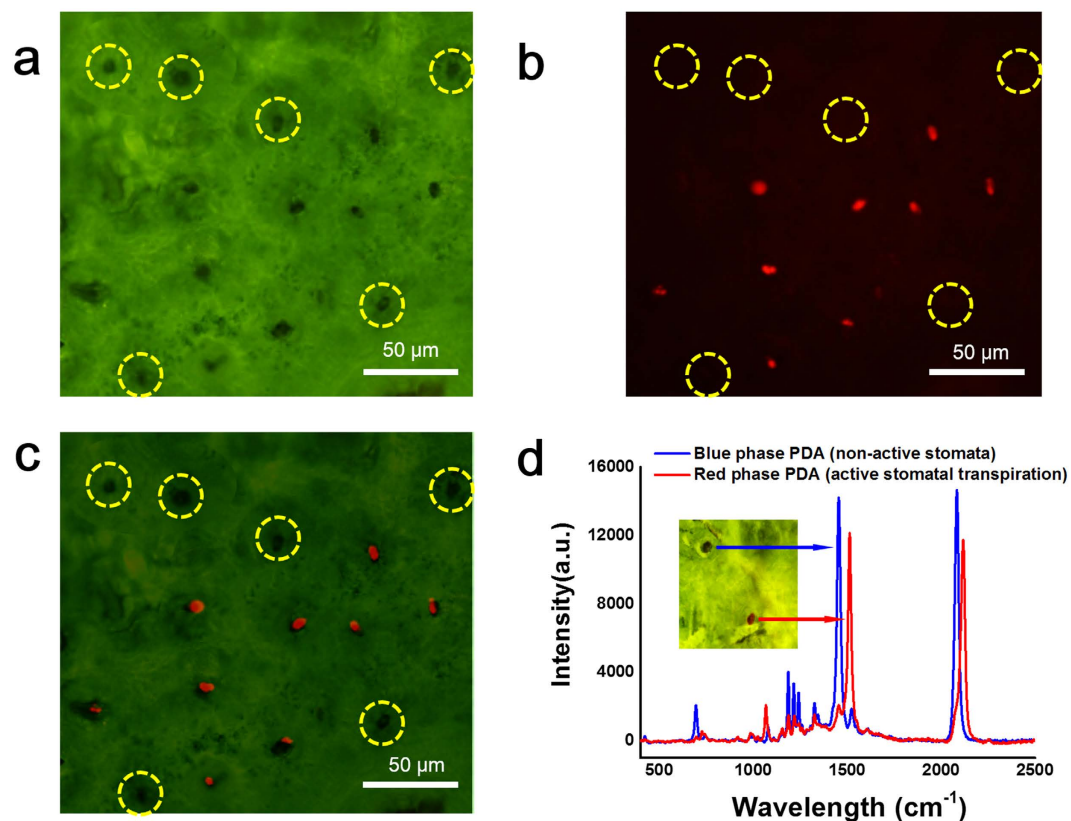 a
50 µm
b
50 µm
c
50 µm
d
Blue phase PDA (non-active stomata)
Red phase PDA (active stomatal transpiration)
16000
12000
8000
4000
0
Intensity(a.u.)
500 1000 1500 2000 2500
Wavelength (cm⁻¹)